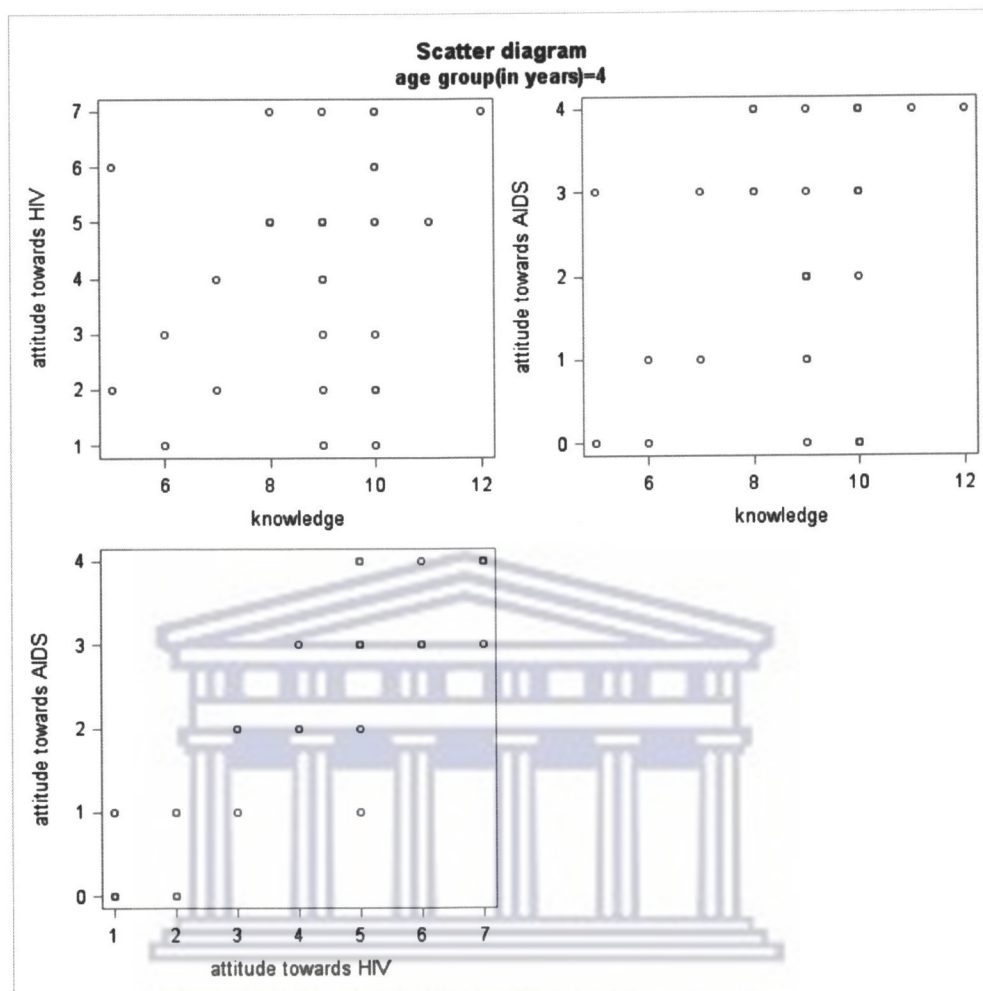 Scatter diagram
age group(in years)=4
attitude towards HIV
7
6
5
4
3
2
1
6 8 10 12
knowledge
attitude towards AIDS
4
3
2
1
0
6 8 10 12
knowledge
attitude towards AIDS
4
3
2
1
0
1 2 3 4 5 6 7
attitude towards HIV